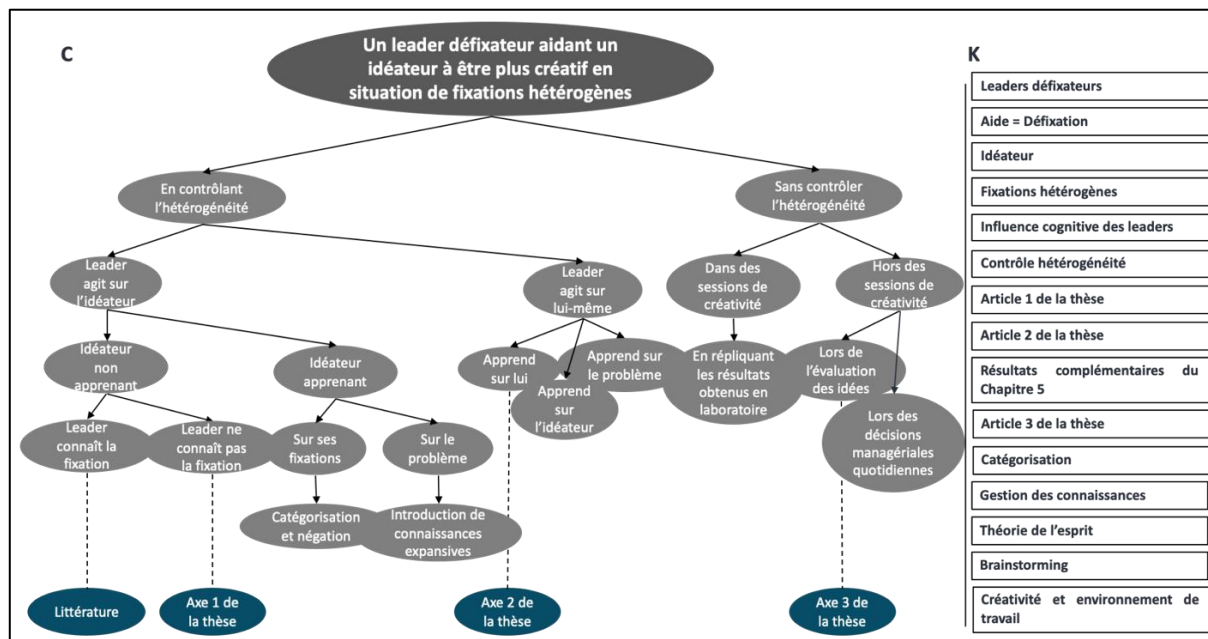 C
Un leader défixateur aidant un
idéateur à être plus créatif en
situation de fixations hétérogènes
En contrôlant
l’hétérogénéité
Sans contrôler
l’hétérogénéité
Leader
agit sur
l’idéateur
Leader
agit sur
lui-même
Dans des
sessions de
créativité
Hors des
sessions de
créativité
Idéateur
non
apprenant
Idéateur
apprenant
Apprend
sur lui
Apprend
sur
l’idéateur
Apprend sur
le problème
En répliquant
les résultats
obtenus en
laboratoire
Lors de
l’évaluation
des idées
Lors des
décisions
managériales
quotidiennes
Leader
connaît la
fixation
Leader ne
connaît pas
la fixation
Sur ses
fixations
Sur le
problème
Catégorisation
et négation
Introduction de
connaissances
expansives
Littérature
Axe 1 de
la thèse
Axe 2 de
la thèse
Axe 3 de
la thèse
K
Leaders défixateurs
Aide = Défixation
Idéateur
Fixations hétérogènes
Influence cognitive des leaders
Contrôle hétérogénéité
Article 1 de la thèse
Article 2 de la thèse
Résultats complémentaires du
Chapitre 5
Article 3 de la thèse
Catégorisation
Gestion des connaissances
Théorie de l’esprit
Brainstorming
Créativité et environnement de
travail